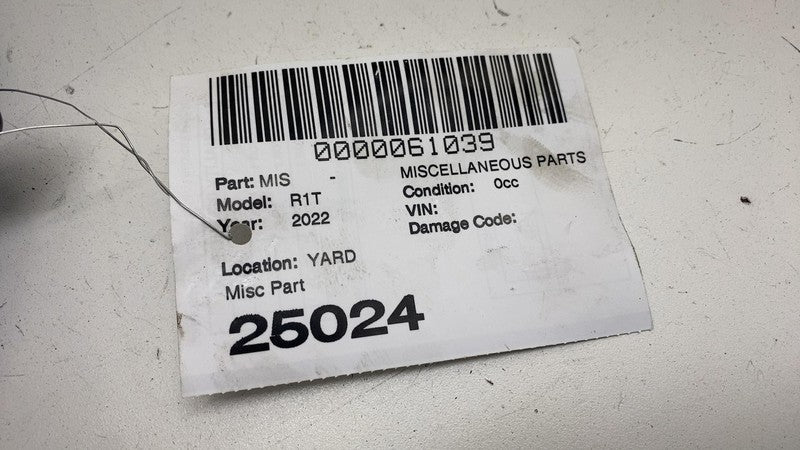 0000061039
Part: MIS - MISCELLANEOUS PARTS
Model: R1T Condition: 0cc
Year: 2022 VIN:
Damage Code:
Location: YARD
Misc Part
25024